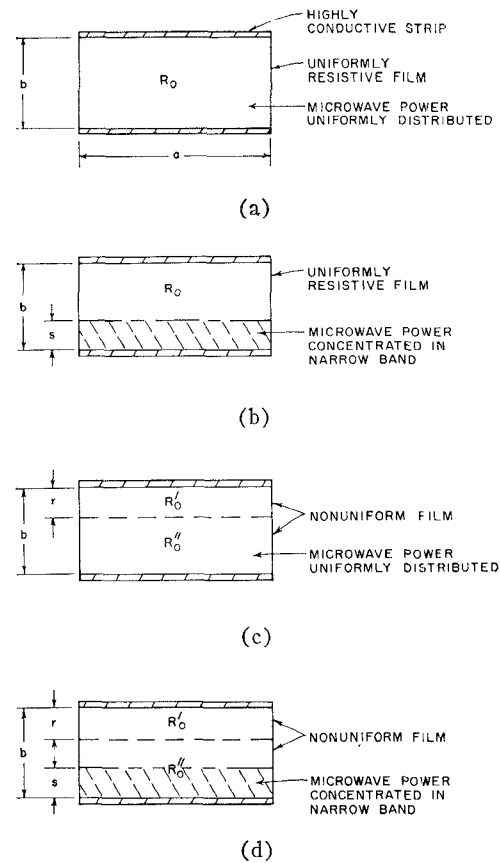 HIGHLY
CONDUCTIVE STRIP
UNIFORMLY
RESISTIVE FILM
b
R₀
MICROWAVE POWER
UNIFORMLY DISTRIBUTED
a
(a)
UNIFORMLY
RESISTIVE FILM
b
R₀
s
MICROWAVE POWER
CONCENTRATED IN
NARROW BAND
(b)
r
R₀′
b
NONUNIFORM FILM
R₀″
MICROWAVE POWER
UNIFORMLY DISTRIBUTED
(c)
r
R₀′
b
NONUNIFORM FILM
R₀″
s
MICROWAVE POWER
CONCENTRATED IN
NARROW BAND
(d)